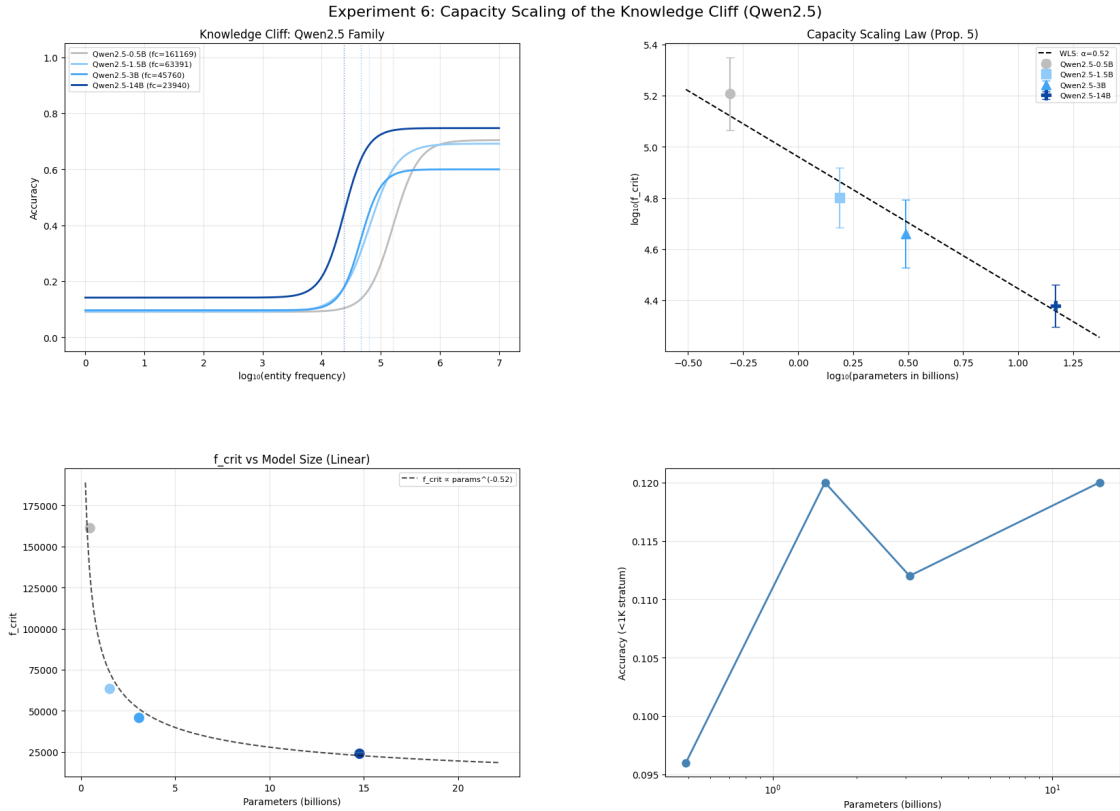 Experiment 6: Capacity Scaling of the Knowledge Cliff (Qwen2.5)
Knowledge Cliff: Qwen2.5 Family
Qwen2.5-0.5B (fc=161169)
Qwen2.5-1.5B (fc=63391)
Qwen2.5-3B (fc=45760)
Qwen2.5-14B (fc=23940)
Accuracy
1.0
0.8
0.6
0.4
0.2
0.0
0 1 2 3 4 5 6 7
log₁₀(entity frequency)
Capacity Scaling Law (Prop. 5)
WLS: α=0.52
Qwen2.5-0.5B
Qwen2.5-1.5B
Qwen2.5-3B
Qwen2.5-14B
log₁₀(f_crit)
5.4
5.2
5.0
4.8
4.6
4.4
−0.50 −0.25 0.00 0.25 0.50 0.75 1.00 1.25
log₁₀(parameters in billions)
f_crit vs Model Size (Linear)
f_crit ∝ params^(-0.52)
f_crit
175000
150000
125000
100000
75000
50000
25000
0 5 10 15 20
Parameters (billions)
Accuracy (<1K stratum)
0.120
0.115
0.110
0.105
0.100
0.095
10⁰ 10¹
Parameters (billions)